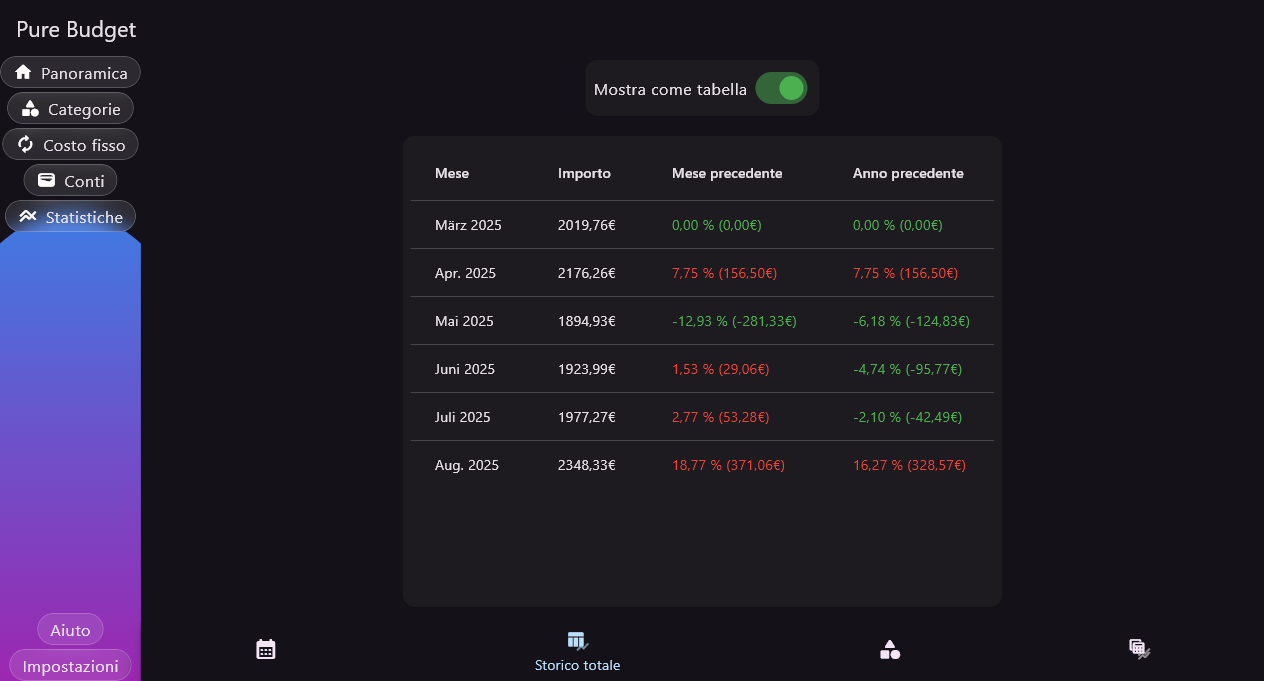 Pure Budget
Panoramica
Categorie
Costo fisso
Conti
Statistiche
Aiuto
Impostazioni
Mostra come tabella
Mese Importo Mese precedente Anno precedente
März 2025 2019,76€ 0,00 % (0,00€) 0,00 % (0,00€)
Apr. 2025 2176,26€ 7,75 % (156,50€) 7,75 % (156,50€)
Mai 2025 1894,93€ -12,93 % (-281,33€) -6,18 % (-124,83€)
Juni 2025 1923,99€ 1,53 % (29,06€) -4,74 % (-95,77€)
Juli 2025 1977,27€ 2,77 % (53,28€) -2,10 % (-42,49€)
Aug. 2025 2348,33€ 18,77 % (371,06€) 16,27 % (328,57€)
Storico totale